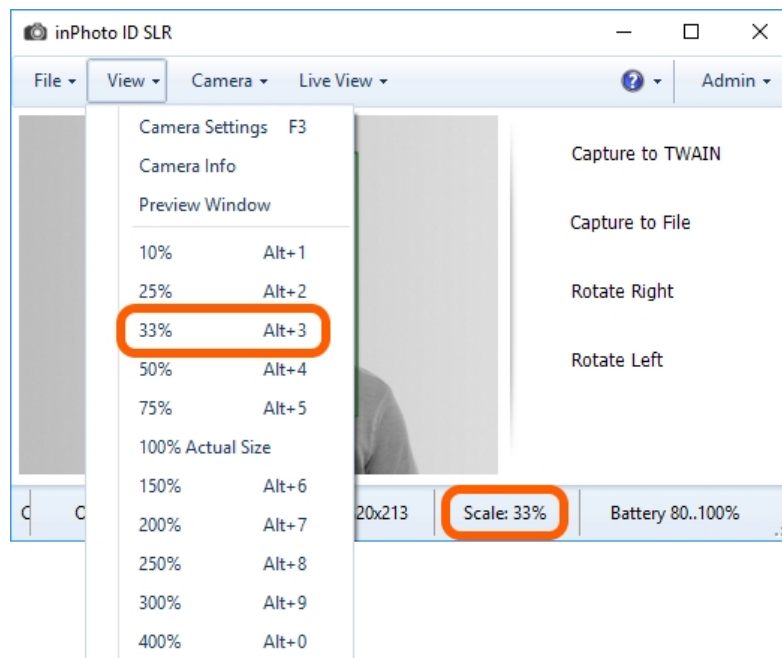 inPhoto ID SLR
File View Camera Live View ? Admin
Camera Settings F3
Camera Info
Preview Window
10% Alt+1
25% Alt+2
33% Alt+3
50% Alt+4
75% Alt+5
100% Actual Size
150% Alt+6
200% Alt+7
250% Alt+8
300% Alt+9
400% Alt+0
Capture to TWAIN
Capture to File
Rotate Right
Rotate Left
20x213 Scale: 33% Battery 80..100%